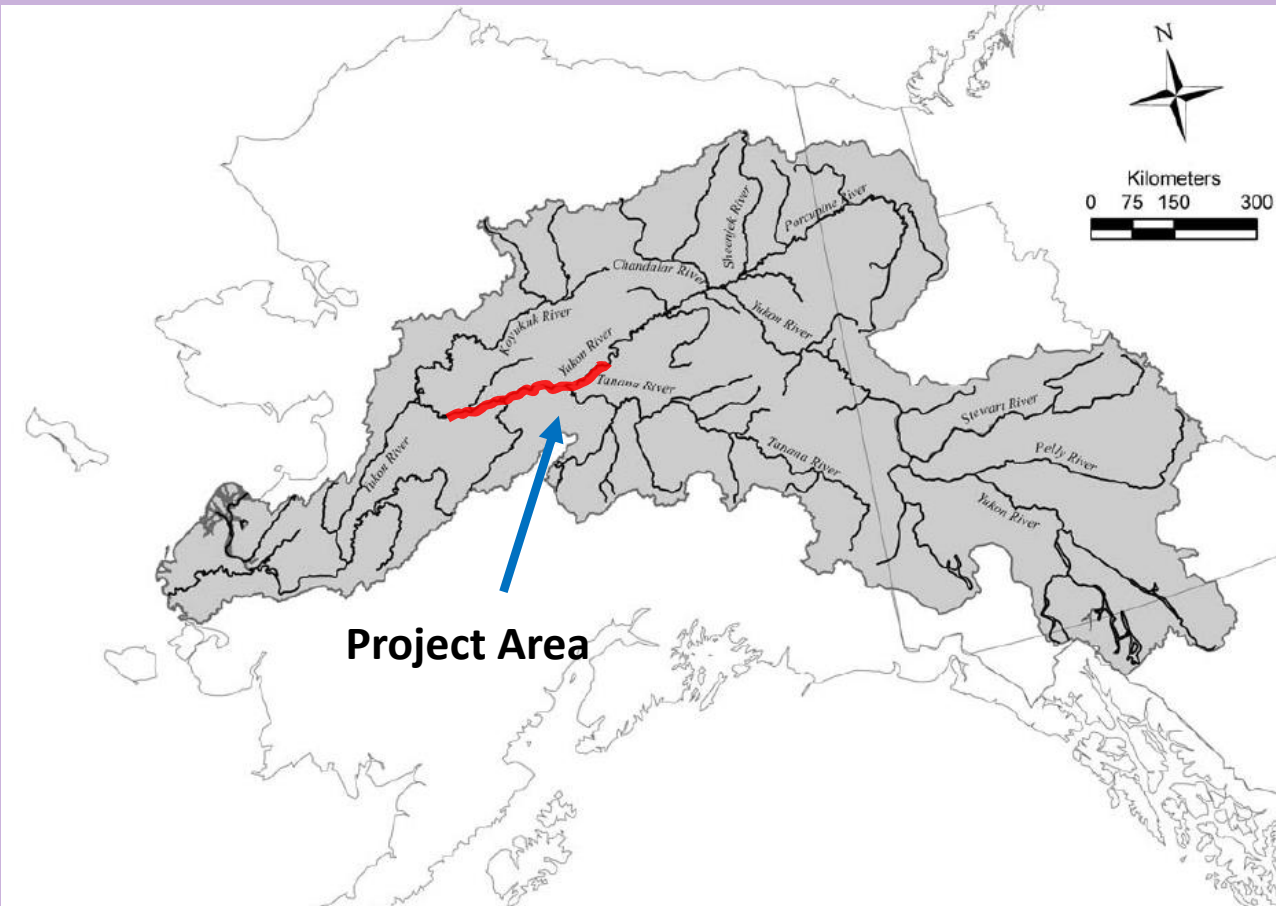 N
Kilometers
0 75 150 300
Sheenjek River
Porcupine River
Chandalar River
Koyukuk River
Yukon River
Yukon River
Tanana River
Stewart River
Pelly River
Tanana River
Yukon River
Yukon River
Project Area